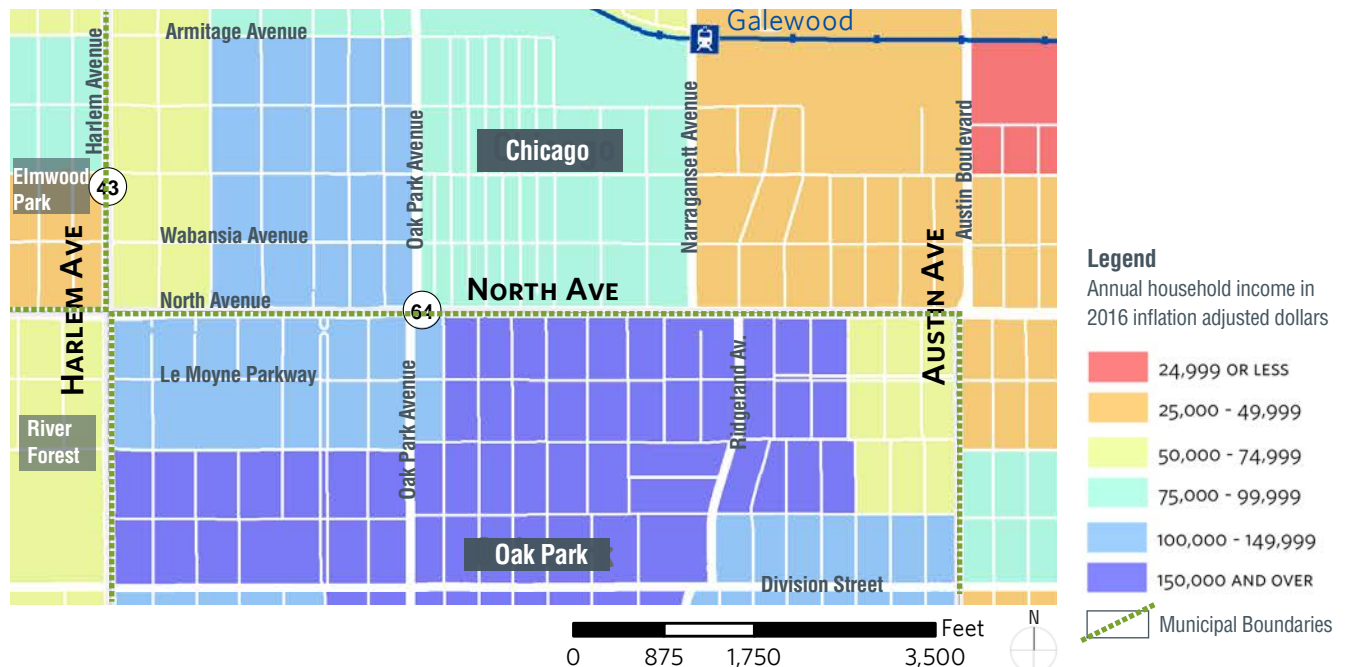 Armitage Avenue
Galewood
Harlem Avenue
Oak Park Avenue
Chicago
Narragansett Avenue
Austin Boulevard
Elmwood
Park
43
Wabansia Avenue
HARLEM AVE
North Avenue
64
NORTH AVE
AUSTIN AVE
Le Moyne Parkway
Oak Park Avenue
Ridgeland Av.
River
Forest
Oak Park
Division Street
Legend
Annual household income in
2016 inflation adjusted dollars
24,999 OR LESS
25,000 - 49,999
50,000 - 74,999
75,000 - 99,999
100,000 - 149,999
150,000 AND OVER
Municipal Boundaries
Feet
0 875 1,750 3,500
N